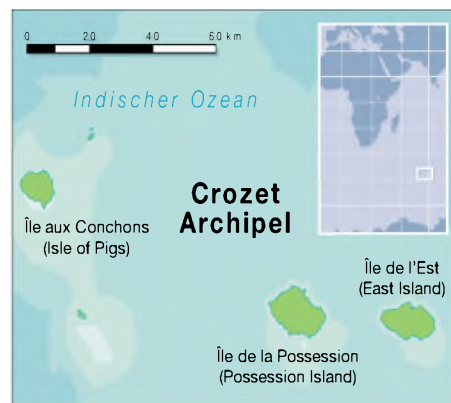 0 20 60 km
Indischer Ozean
Crozet
Archipel
Île aux Conchons
(Isle of Pigs)
Île de l'Est
(East Island)
Île de la Possession
(Possession Island)